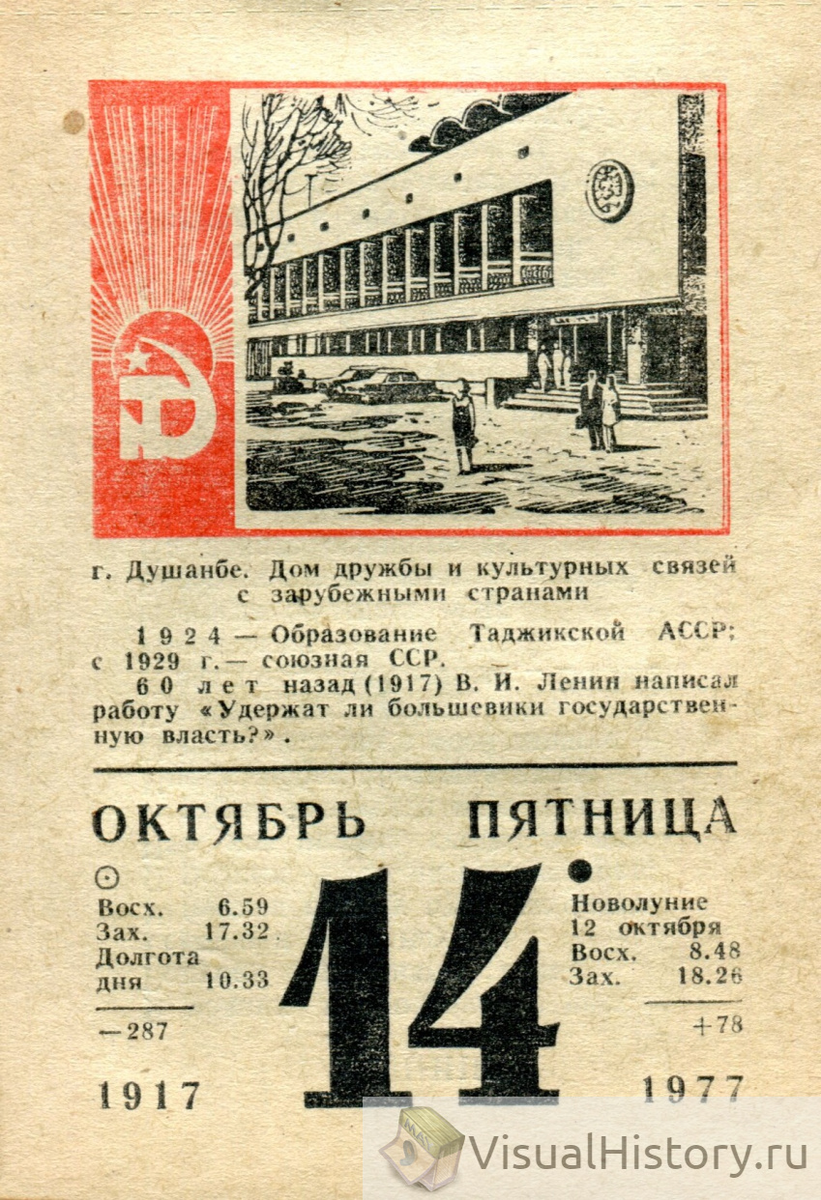 г. Душанбе. Дом дружбы и культурных связей
с зарубежными странами
1924 — Образование Таджикской АССР;
с 1929 г.— союзная ССР.
60 лет назад (1917) В. И. Ленин написал
работу «Удержат ли большевики государствен-
ную власть?».
ОКТЯБРЬ ПЯТНИЦА
14
Восх. 6.59
Зах. 17.32
Долгота
дня 10.33
—287
1917
Новолуние
12 октября
Восх. 8.48
Зах. 18.26
+78
1977
VisualHistory.ru